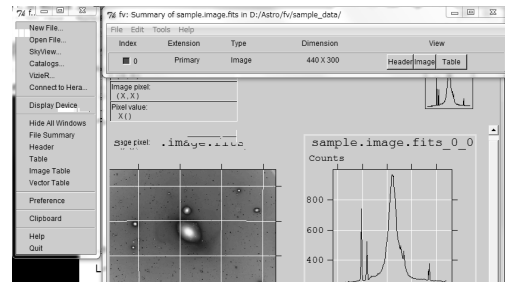 f...
New File...
Open File...
SkyView...
Catalogs...
VizieR...
Connect to Hera...
Display Device
Hide All Windows
File Summary
Header
Table
Image Table
Vector Table
Preference
Clipboard
Help
Quit
fv: Summary of sample.image.fits in D:/Astro/fv/sample_data/
File Edit Tools Help
Index Extension Type Dimension View
0 Primary Image 440 X 300 Header Image Table
Image pixel:
(X,X)
Pixel value:
X()
sage pixel: .image.fits
sample.image.fits_0_0
Counts
800
600
400